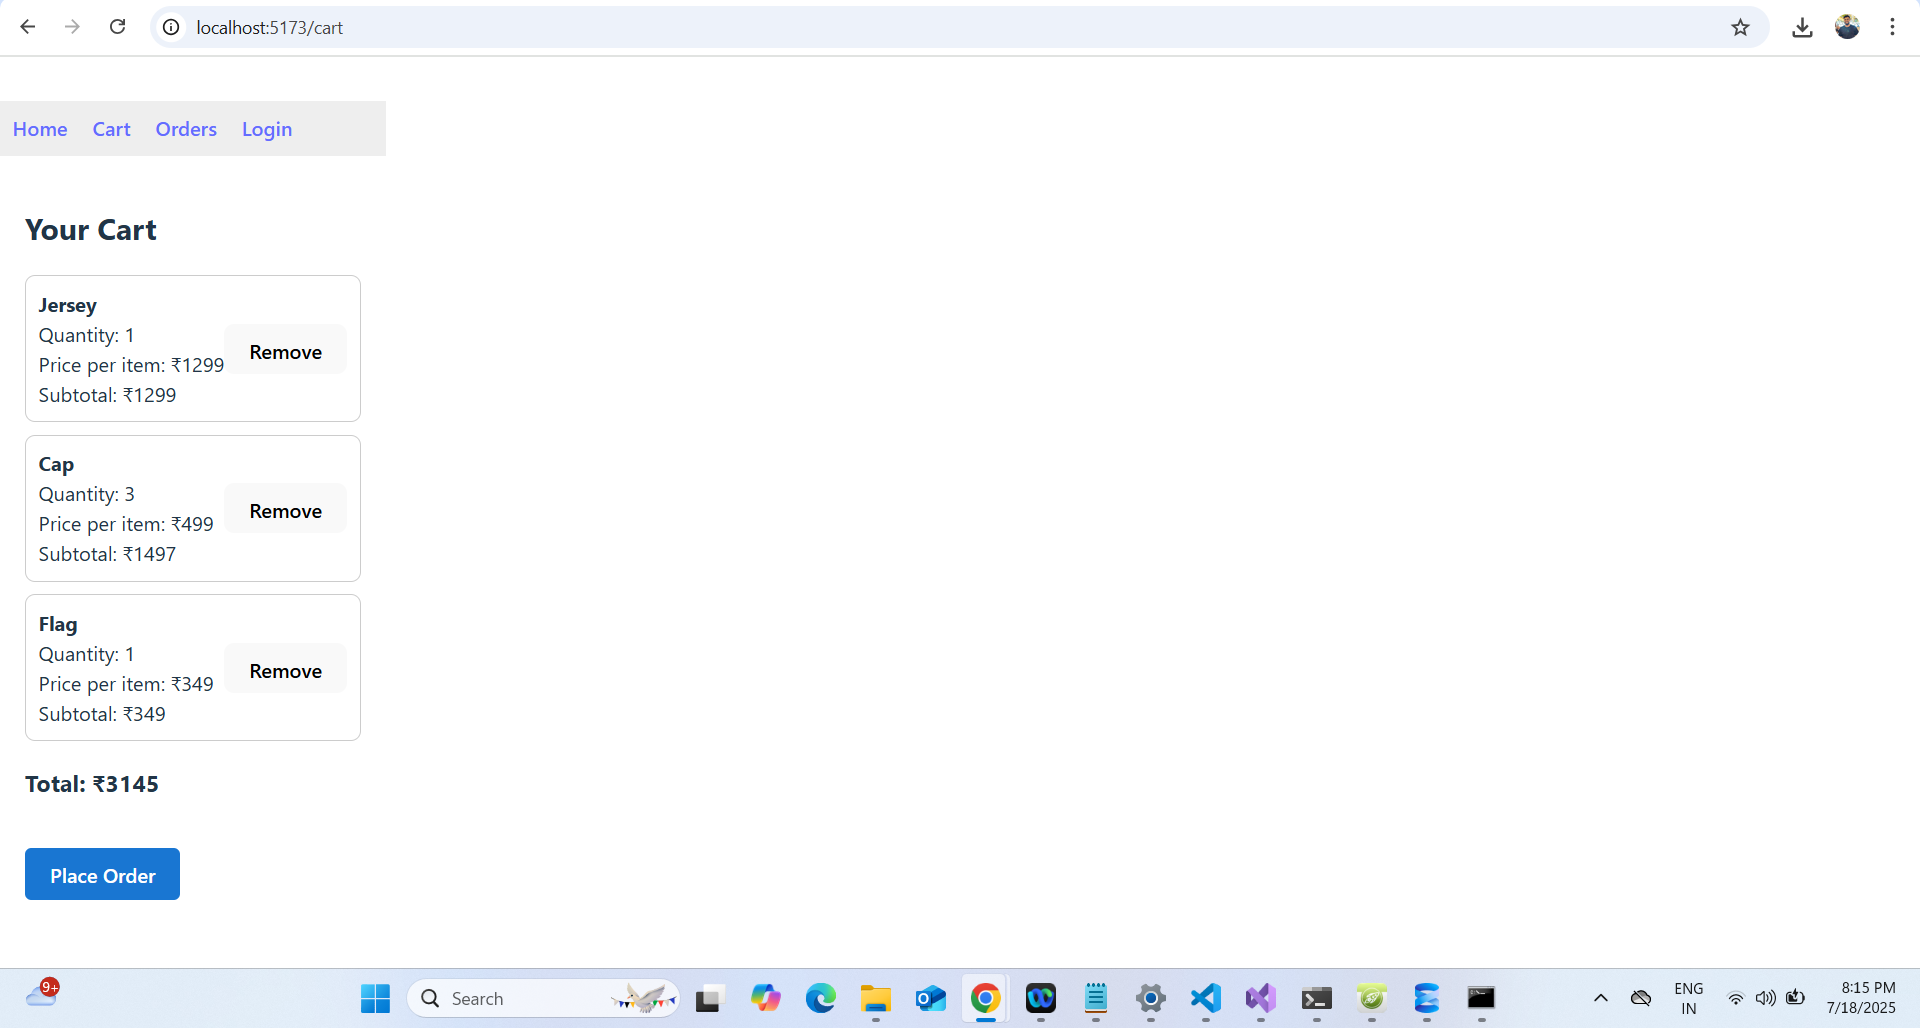 localhost:5173/cart
Home Cart Orders Login
Your Cart
Jersey
Quantity: 1
Price per item: ₹1299
Subtotal: ₹1299
Remove
Cap
Quantity: 3
Price per item: ₹499
Subtotal: ₹1497
Remove
Flag
Quantity: 1
Price per item: ₹349
Subtotal: ₹349
Remove
Total: ₹3145
Place Order
9+
Search
ENG
IN
8:15 PM
7/18/2025